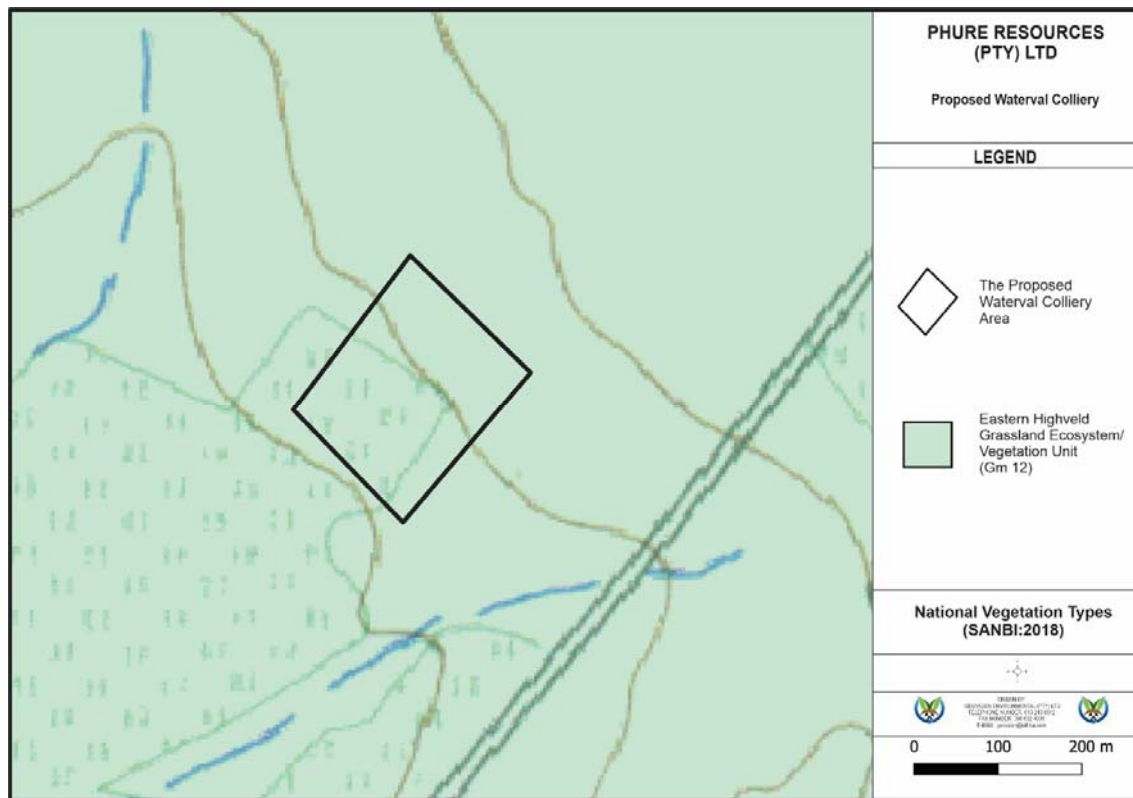 PHURE RESOURCES
(PTY) LTD
Proposed Waterval Colliery
LEGEND
The Proposed
Waterval Colliery
Area
Eastern Highveld
Grassland Ecosystem/
Vegetation Unit
(Gm 12)
National Vegetation Types
(SANBI:2018)
0 100 200 m